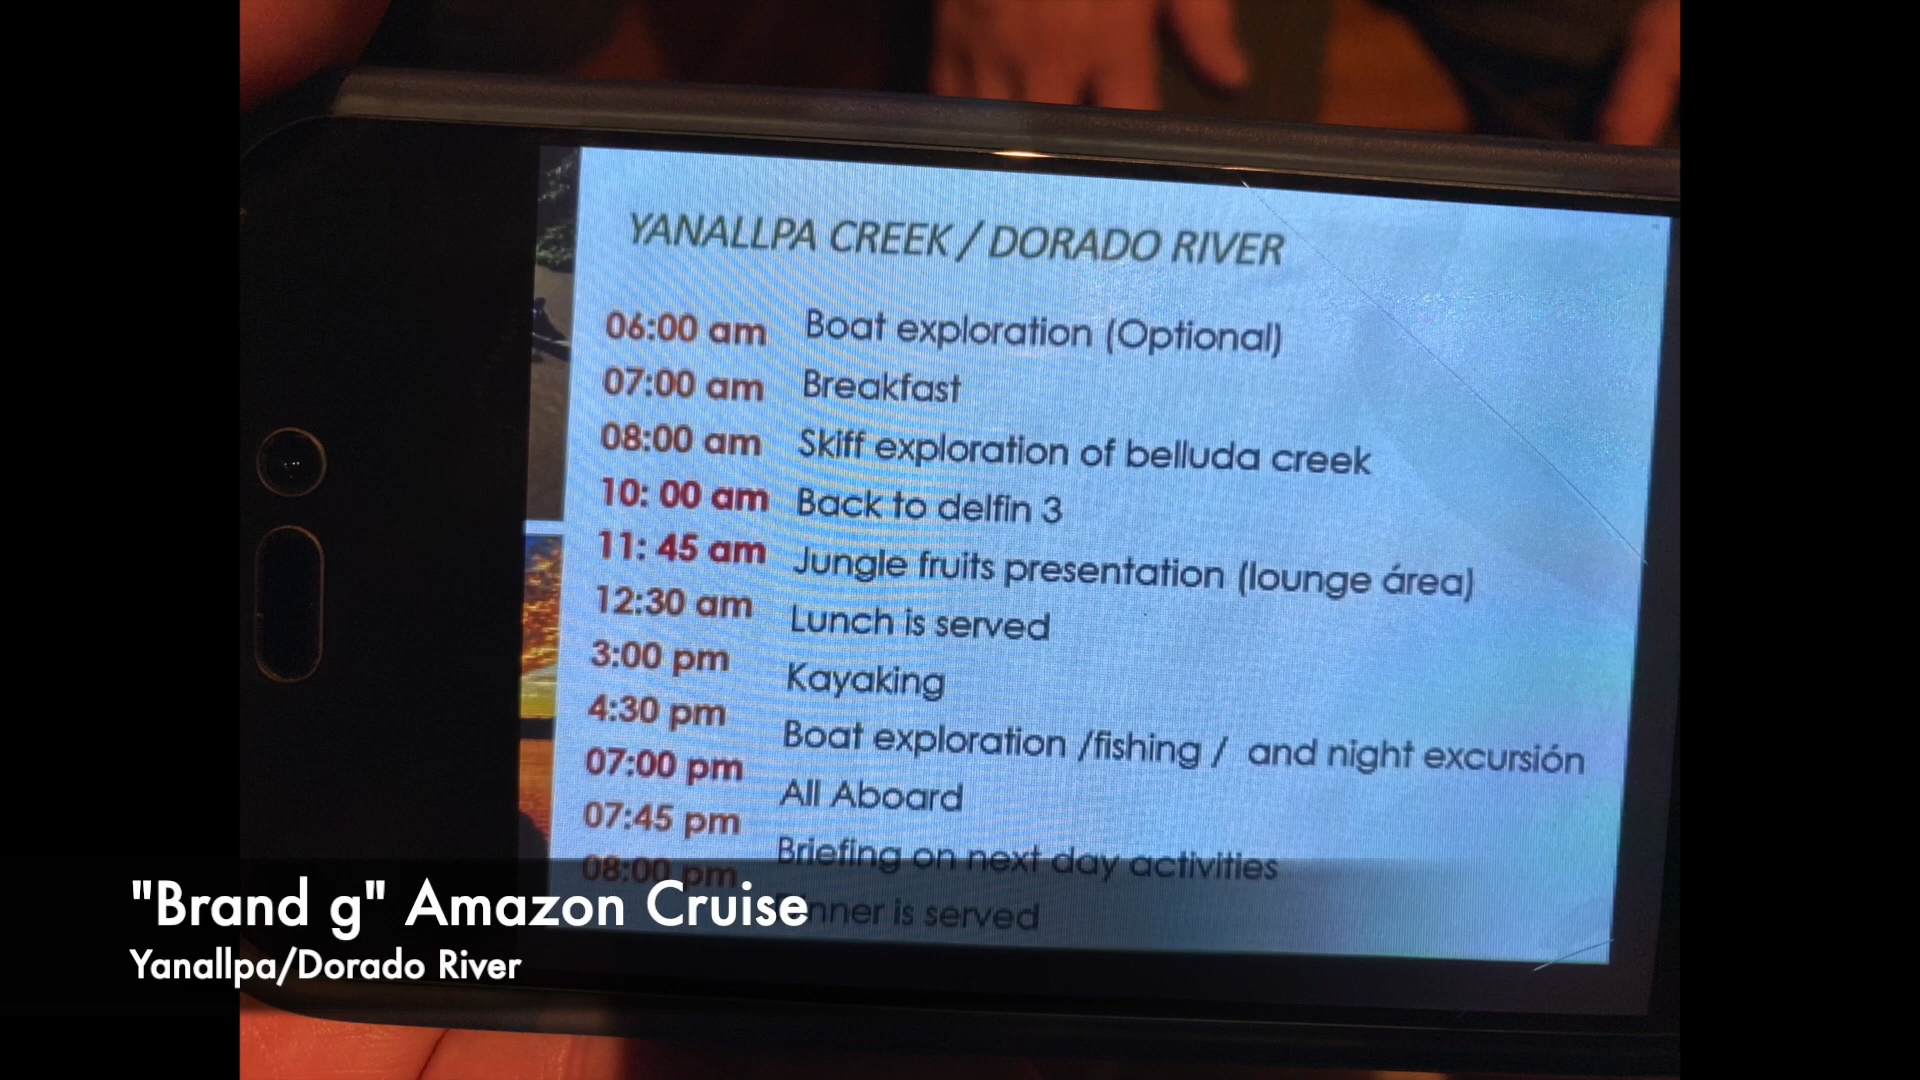 YANALLPA CREEK / DORADO RIVER
06:00 am Boat exploration (Optional)
07:00 am Breakfast
08:00 am Skiff exploration of belluda creek
10: 00 am Back to delfin 3
11: 45 am Jungle fruits presentation (lounge área)
12:30 am Lunch is served
3:00 pm Kayaking
4:30 pm Boat exploration /fishing / and night excursión
07:00 pm All Aboard
07:45 pm Briefing on next day activities
08:00 pm Dinner is served
"Brand g" Amazon Cruise
Yanallpa/Dorado River